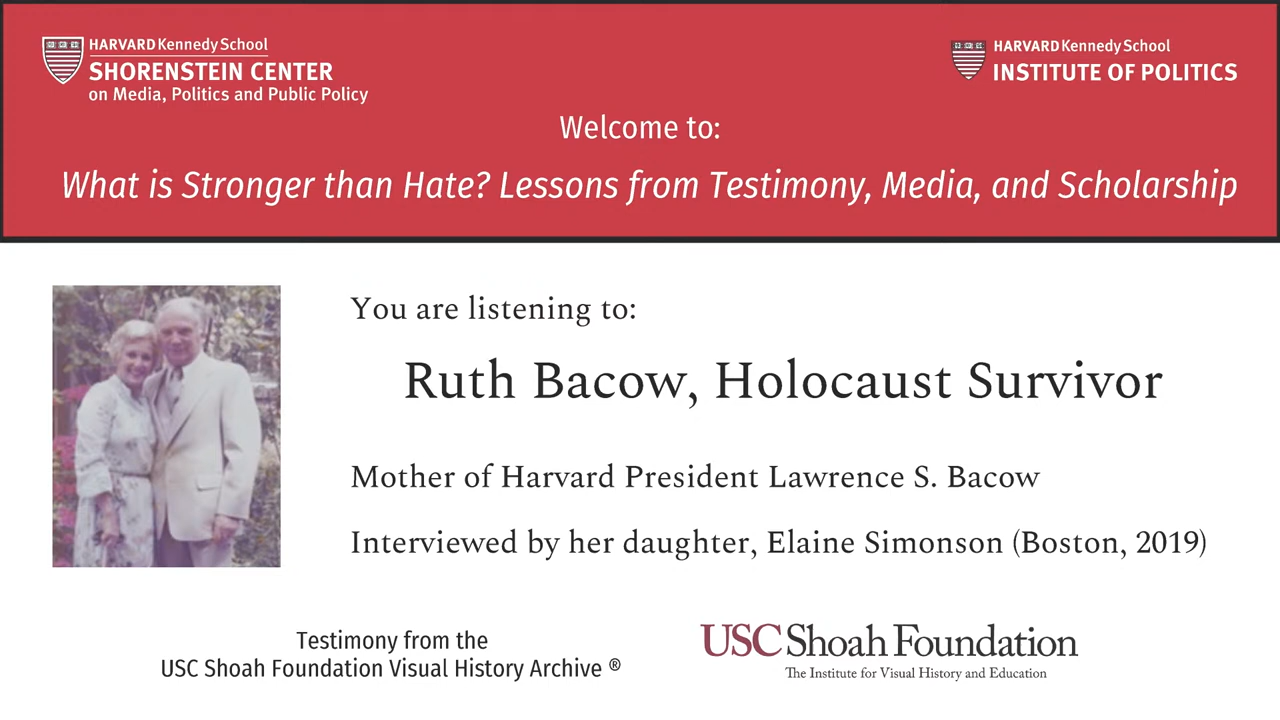 HARVARD Kennedy School
SHORENSTEIN CENTER
on Media, Politics and Public Policy
HARVARD Kennedy School
INSTITUTE OF POLITICS
Welcome to:
What is Stronger than Hate? Lessons from Testimony, Media, and Scholarship
You are listening to:
Ruth Bacow, Holocaust Survivor
Mother of Harvard President Lawrence S. Bacow
Interviewed by her daughter, Elaine Simonson (Boston, 2019)
Testimony from the
USC Shoah Foundation Visual History Archive ®
USC Shoah Foundation
The Institute for Visual History and Education